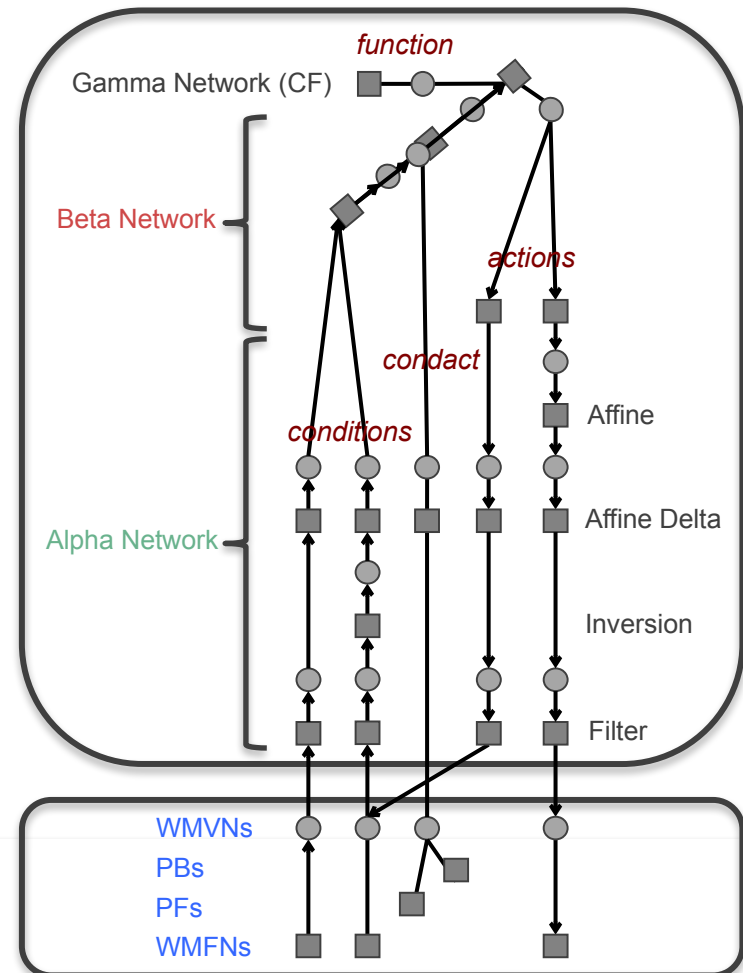 function
Gamma Network (CF)
Beta Network
actions
condact
Affine
conditions
Affine Delta
Alpha Network
Inversion
Filter
WMVNs
PBs
PFs
WMFNs